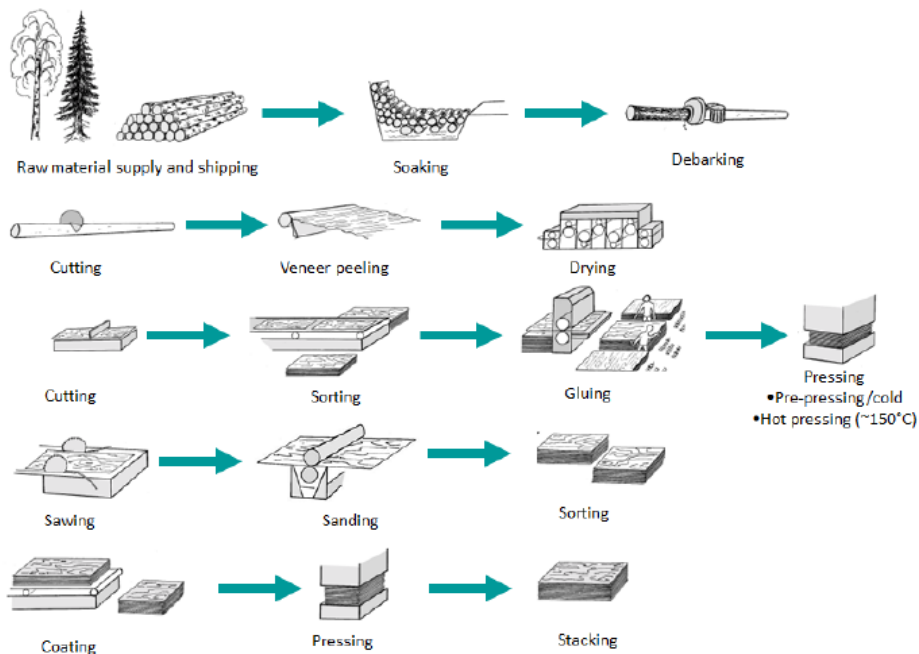 Raw material supply and shipping
Soaking
Debarking
Cutting
Veneer peeling
Drying
Cutting
Sorting
Gluing
Pressing
•Pre-pressing/cold
•Hot pressing (~150°C)
Sawing
Sanding
Sorting
Coating
Pressing
Stacking